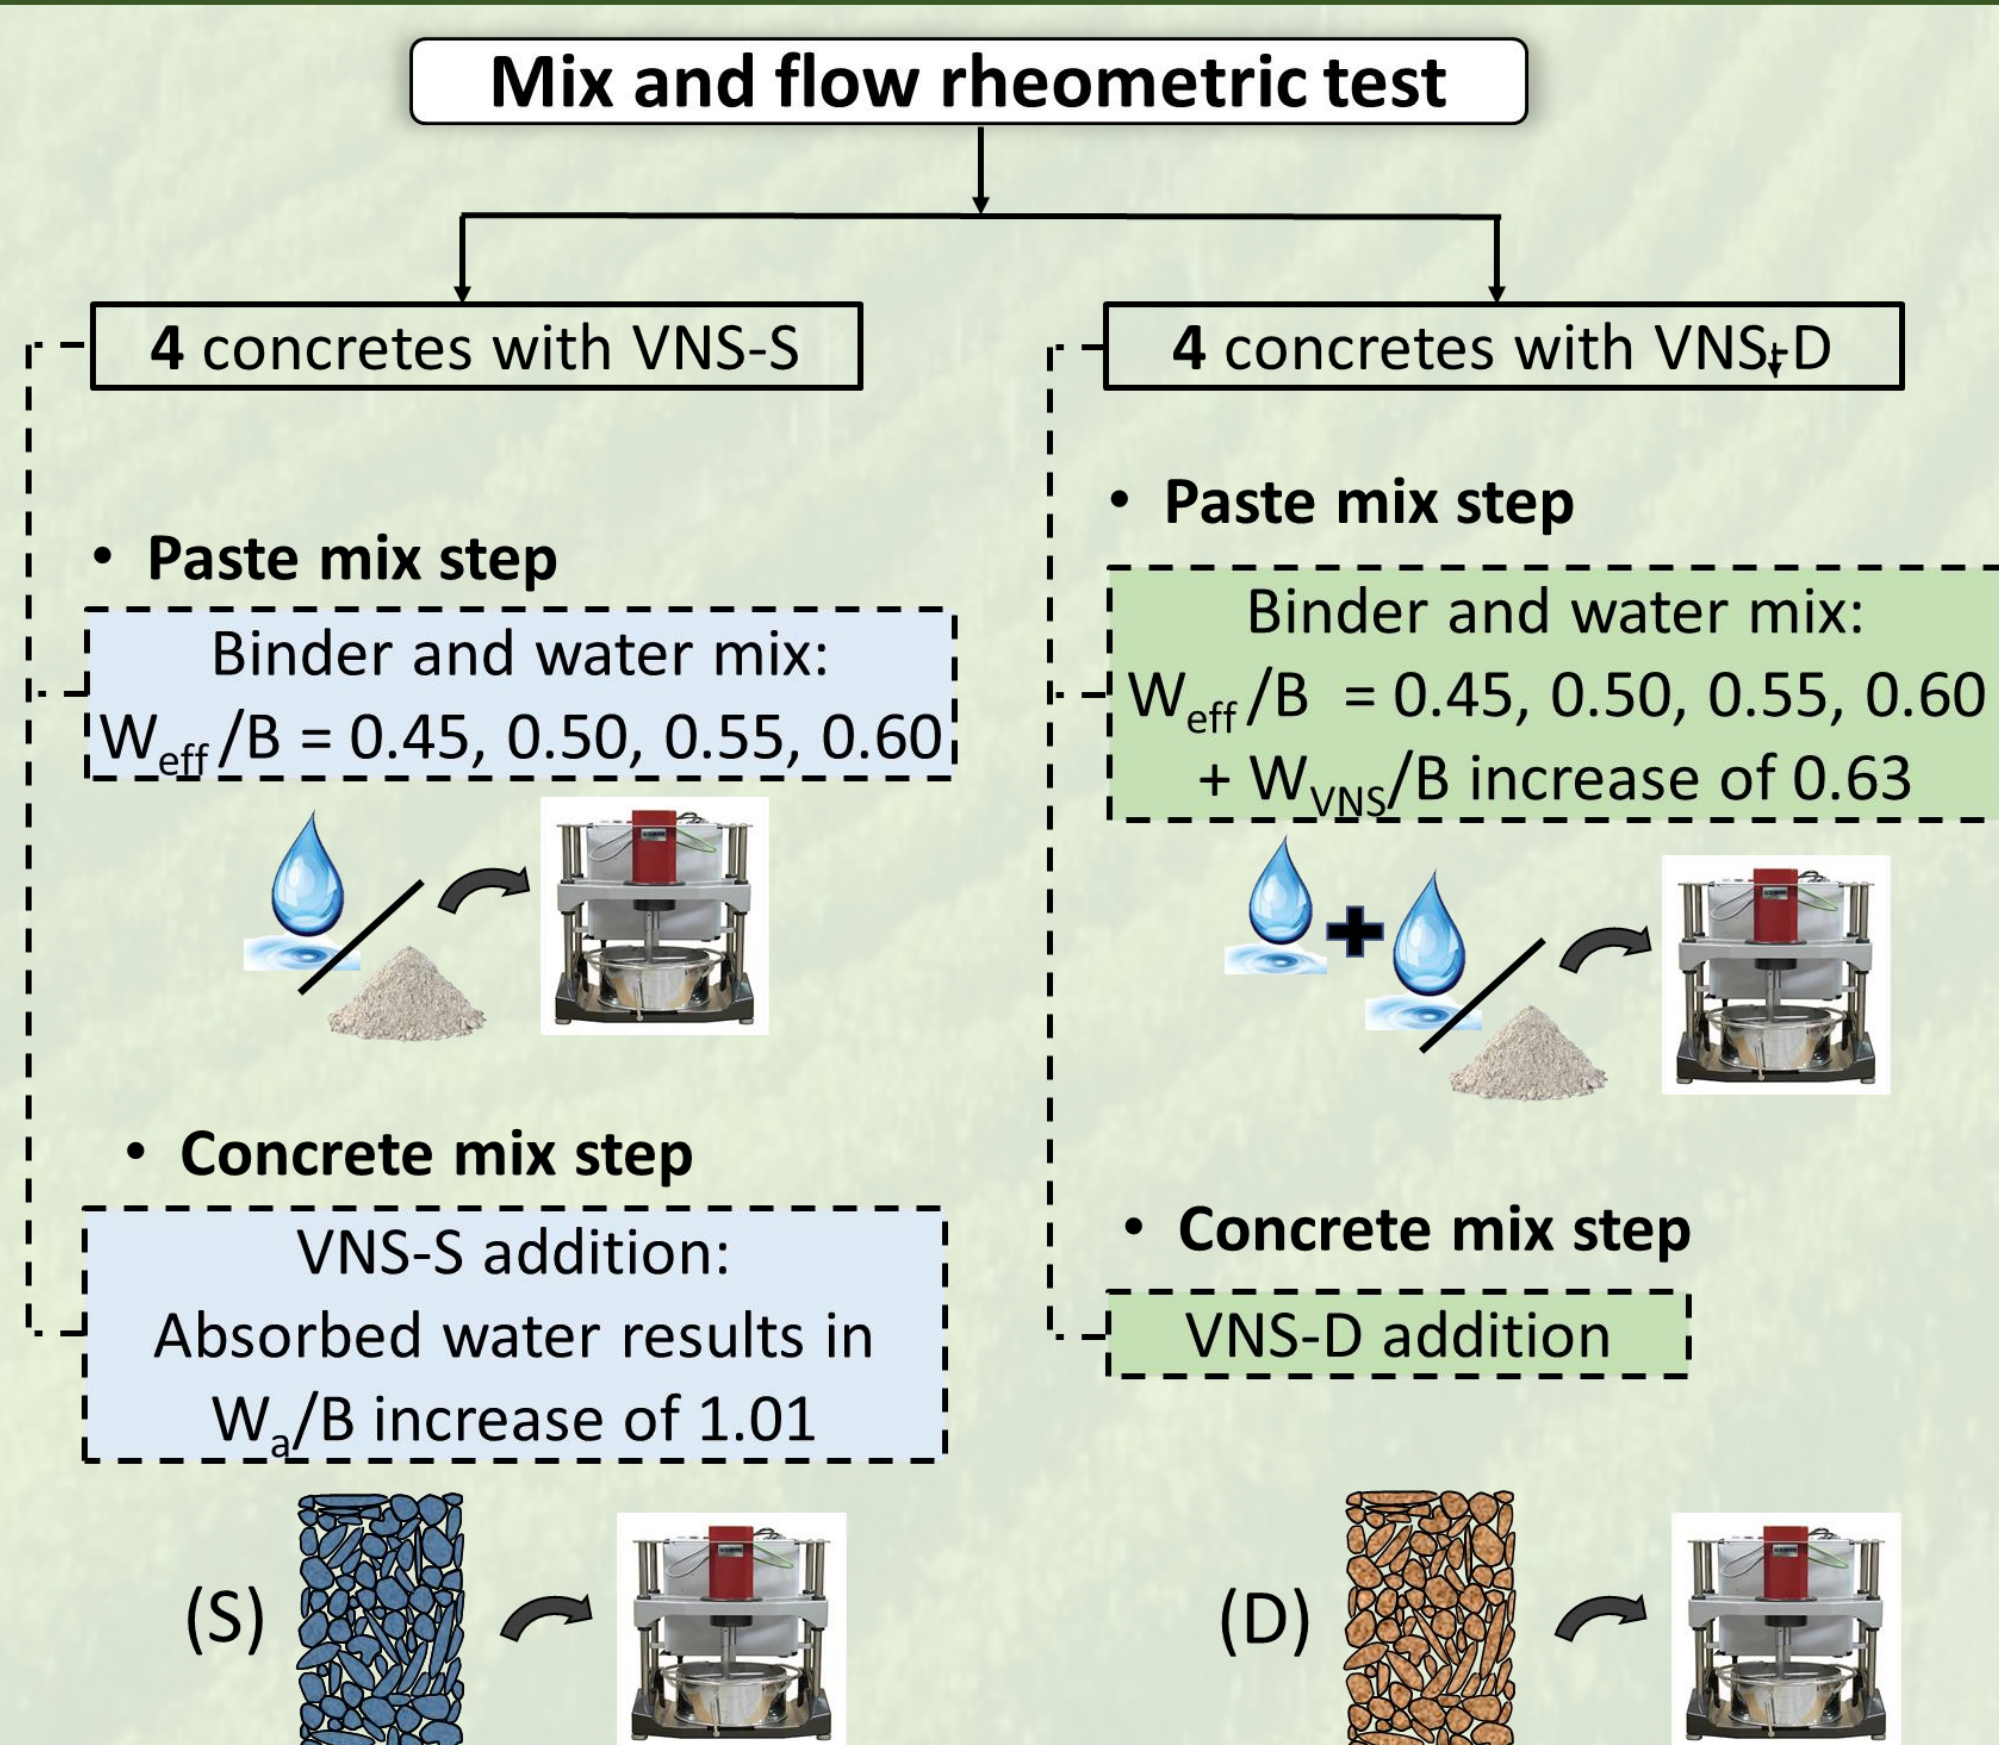 Mix and flow rheometric test
4 concretes with VNS-S
• Paste mix step
Binder and water mix:
Weff/B = 0.45, 0.50, 0.55, 0.60
• Concrete mix step
VNS-S addition:
Absorbed water results in
Wa/B increase of 1.01
(S)
4 concretes with VNS-D
• Paste mix step
Binder and water mix:
Weff/B = 0.45, 0.50, 0.55, 0.60
+ WVNS/B increase of 0.63
• Concrete mix step
VNS-D addition
(D)